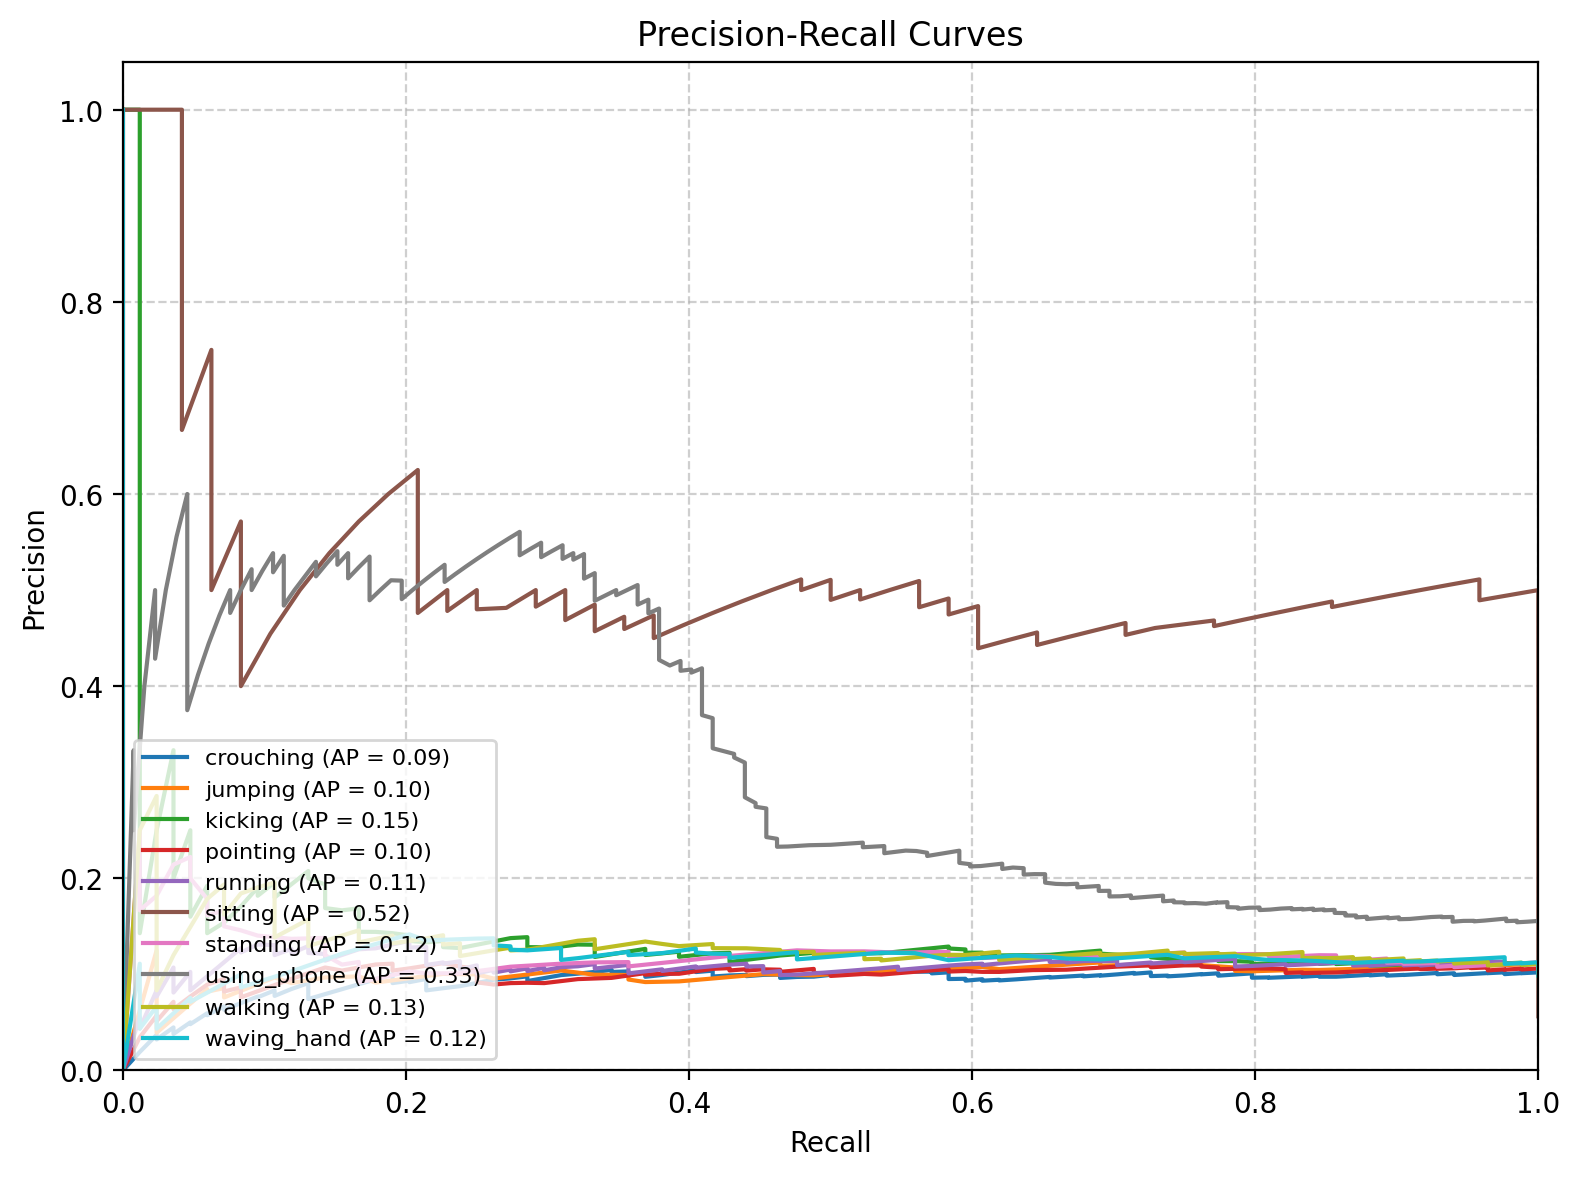 Precision-Recall Curves
1.0
0.8
0.6
0.4
0.2
0.0
Precision
crouching (AP = 0.09)
jumping (AP = 0.10)
kicking (AP = 0.15)
pointing (AP = 0.10)
running (AP = 0.11)
sitting (AP = 0.52)
standing (AP = 0.12)
using_phone (AP = 0.33)
walking (AP = 0.13)
waving_hand (AP = 0.12)
0.0 0.2 0.4 0.6 0.8 1.0
Recall